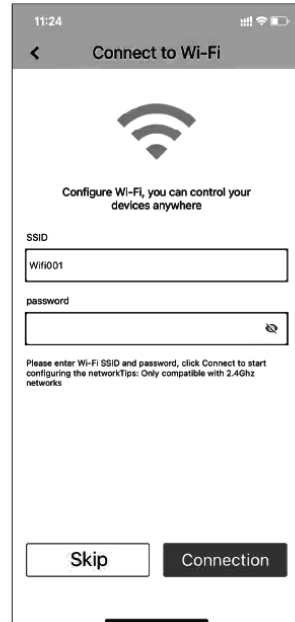 11:24
Connect to Wi-Fi
Configure Wi-Fi, you can control your
devices anywhere
SSID
Wifi001
password
Please enter Wi-Fi SSID and password, click Connect to start
configuring the networkTips: Only compatible with 2.4Ghz
networks
Skip
Connection